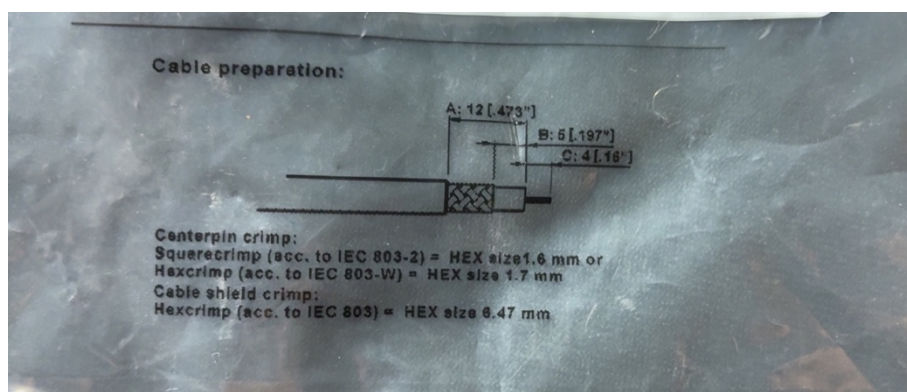 Cable preparation:
A: 12 [.473"]
B: 5 [.197"]
C: 4 [.16"]
Centerpin crimp:
Squarecrimp (acc. to IEC 803-2) = HEX size1.6 mm or
Hexcrimp (acc. to IEC 803-W) = HEX size 1.7 mm
Cable shield crimp:
Hexcrimp (acc. to IEC 803) = HEX size 6.47 mm